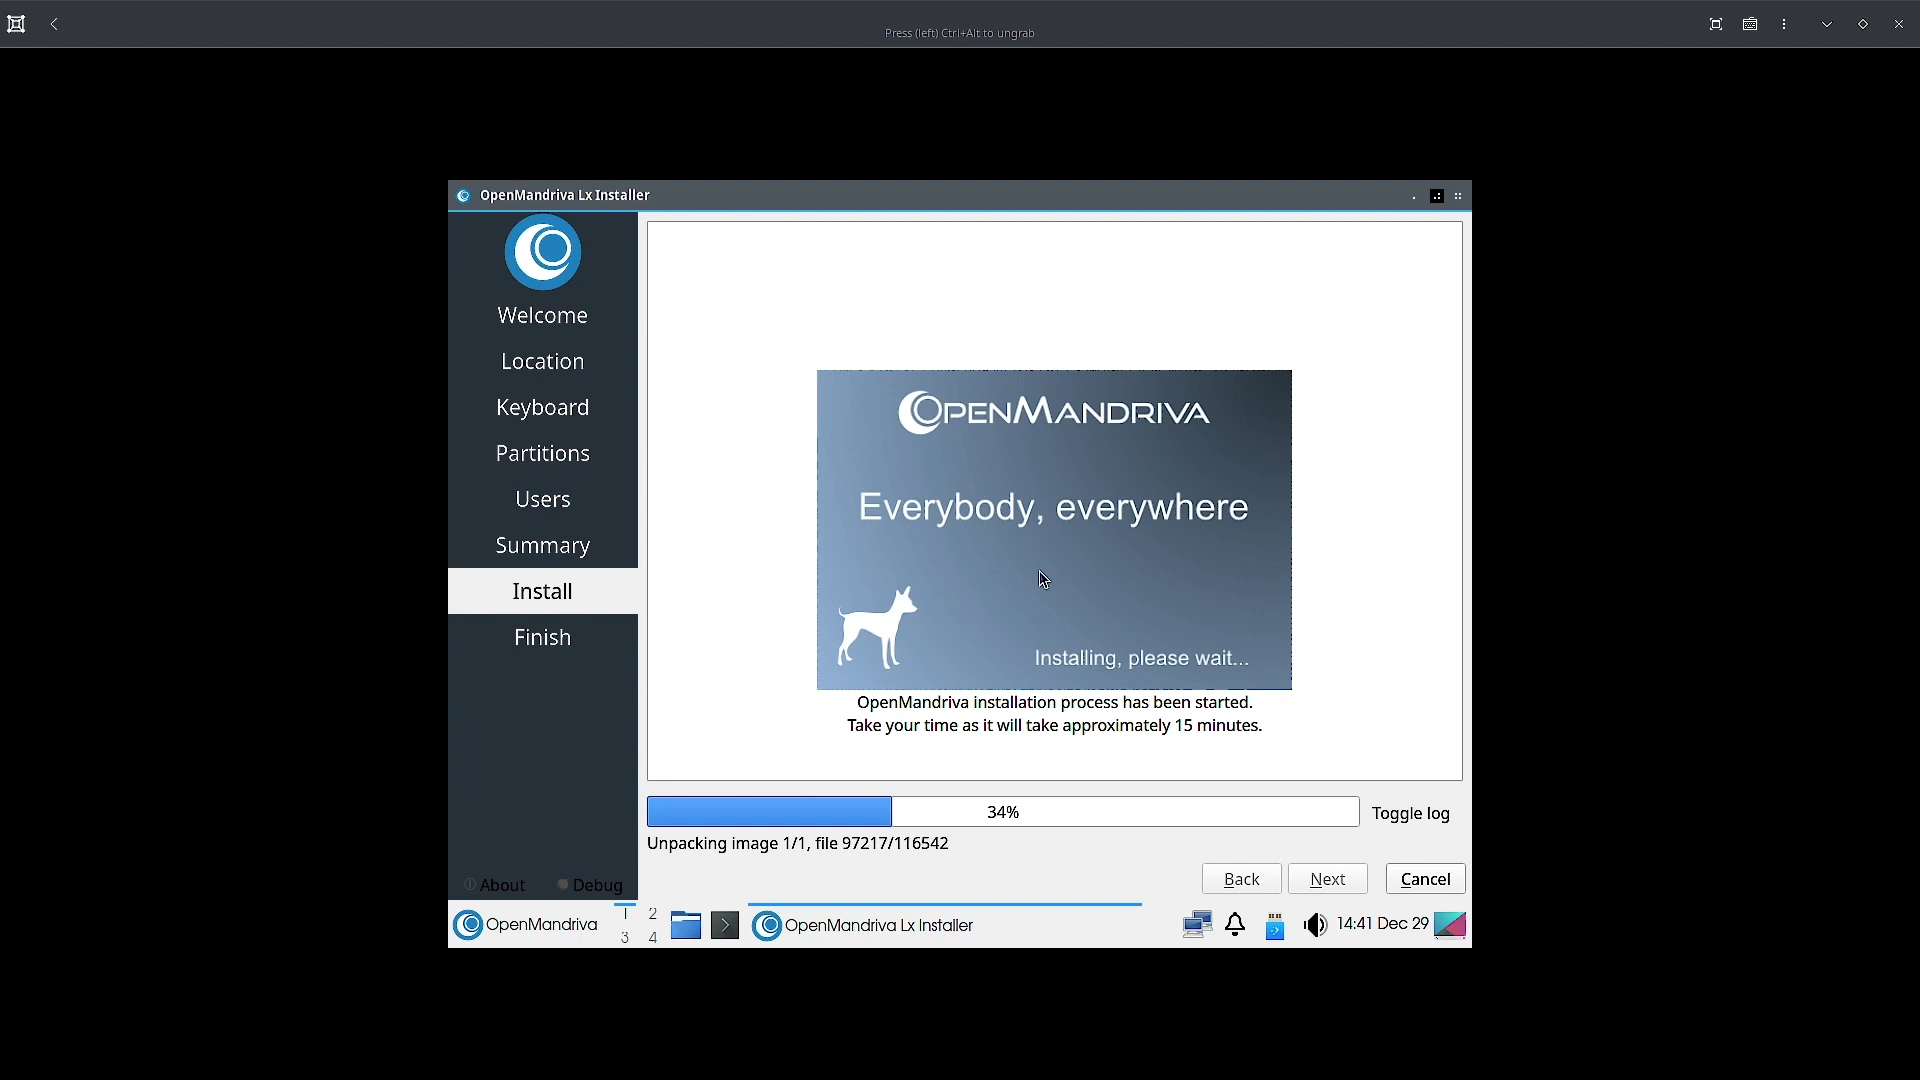 Press (left) Ctrl+Alt to ungrab
OpenMandriva Lx Installer
Welcome
Location
Keyboard
Partitions
Users
Summary
Install
Finish
About
Debug
OPENMANDRIVA
Everybody, everywhere
Installing, please wait...
OpenMandriva installation process has been started.
Take your time as it will take approximately 15 minutes.
34%
Toggle log
Unpacking image 1/1, file 97217/116542
Back
Next
Cancel
OpenMandriva
1 2
3 4
OpenMandriva Lx Installer
14:41 Dec 29